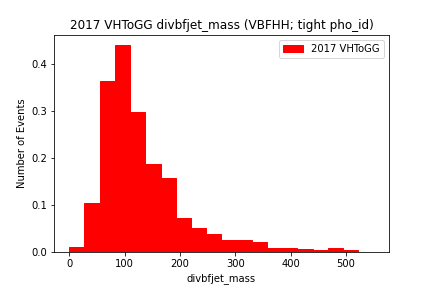 2017 VHToGG divbfjet_mass (VBFHH; tight pho_id)
2017 VHToGG
Number of Events
0.4
0.3
0.2
0.1
0.0
0 100 200 300 400 500
divbfjet_mass